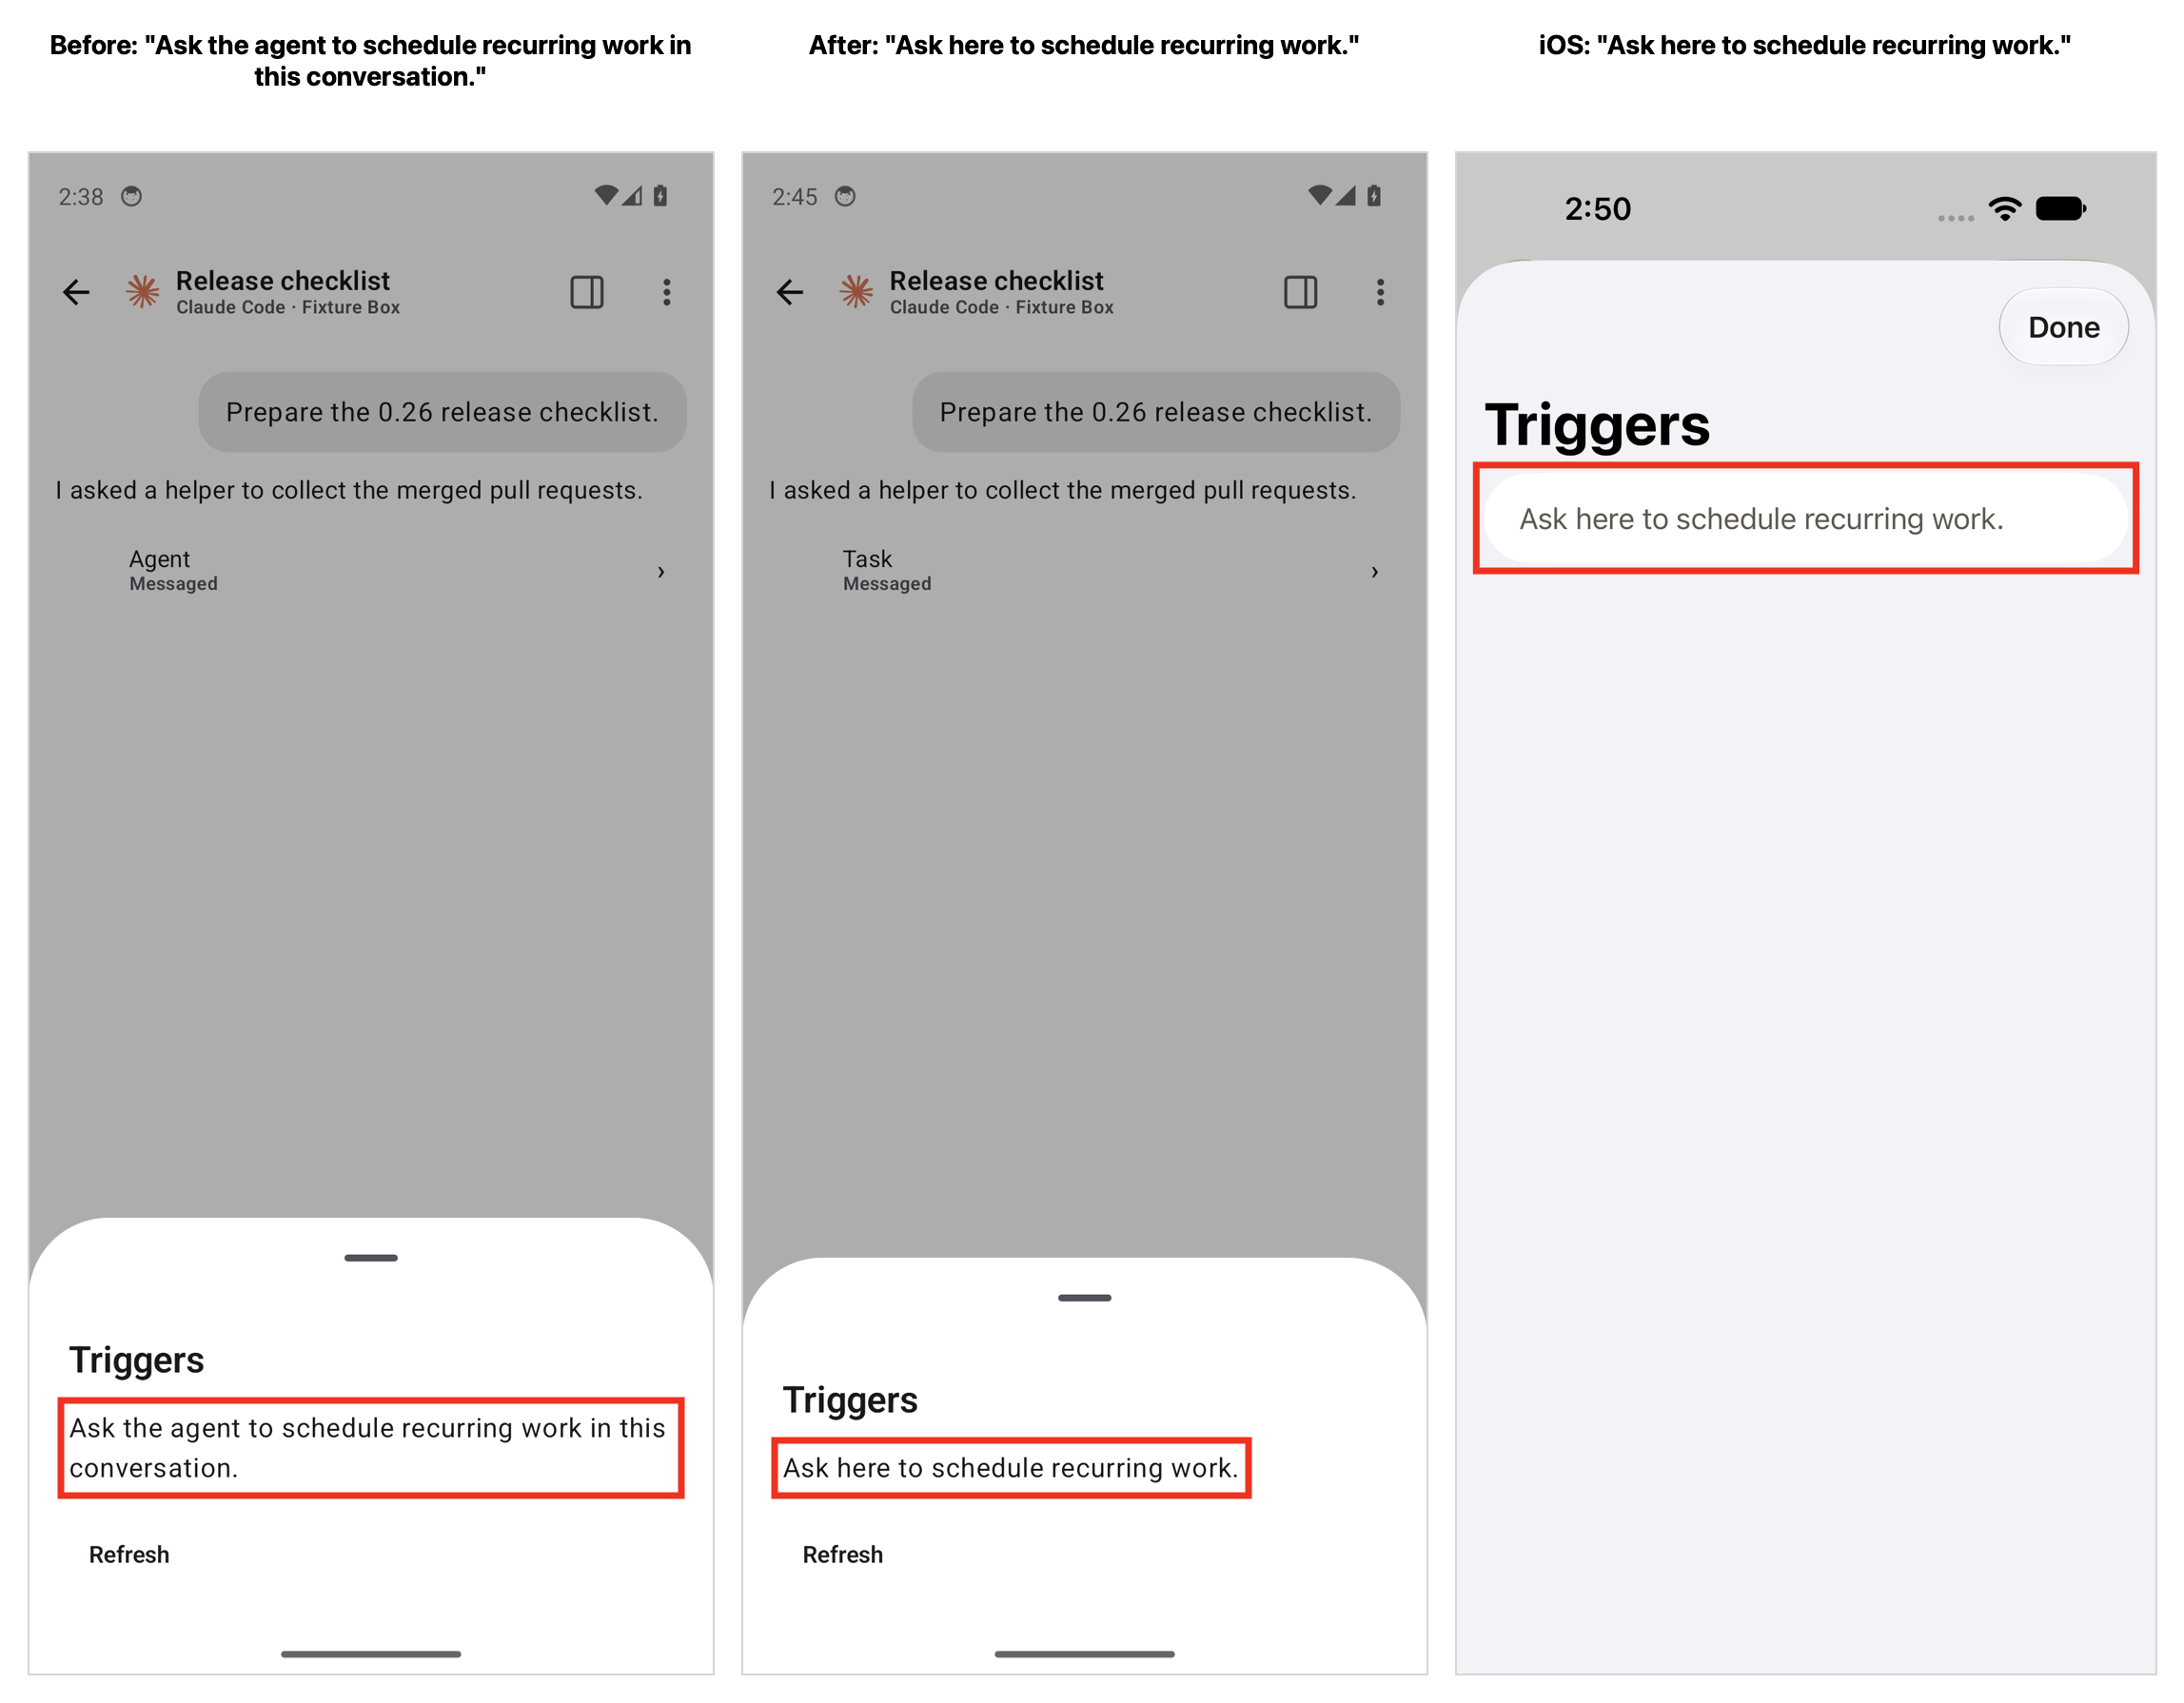 Before: "Ask the agent to schedule recurring work in
this conversation."
2:38
Release checklist
Claude Code · Fixture Box
Prepare the 0.26 release checklist.
I asked a helper to collect the merged pull requests.
Agent
Messaged
Triggers
Ask the agent to schedule recurring work in this
conversation.
Refresh
After: "Ask here to schedule recurring work."
2:45
Release checklist
Claude Code · Fixture Box
Prepare the 0.26 release checklist.
I asked a helper to collect the merged pull requests.
Task
Messaged
Triggers
Ask here to schedule recurring work.
Refresh
iOS: "Ask here to schedule recurring work."
2:50
Done
Triggers
Ask here to schedule recurring work.